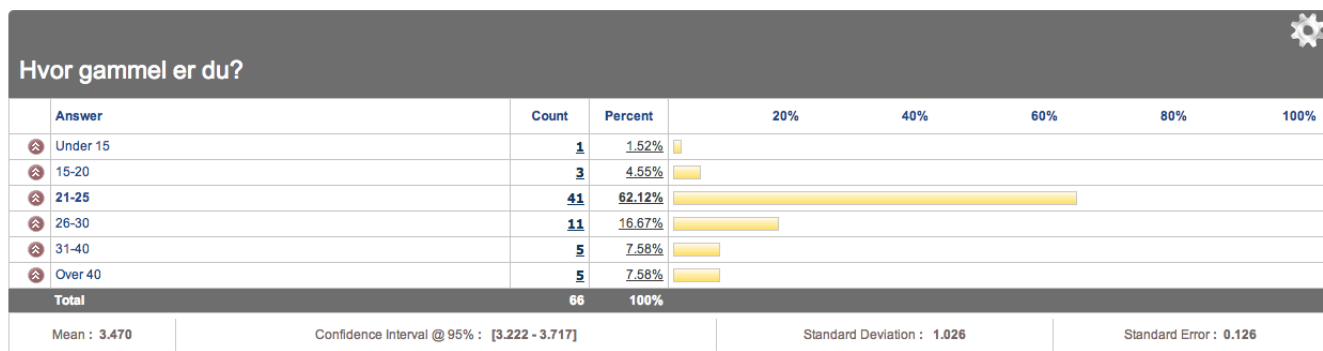 Hvor gammel er du?
Answer Count Percent 20% 40% 60% 80% 100%
Under 15 1 1.52%
15-20 3 4.55%
21-25 41 62.12%
26-30 11 16.67%
31-40 5 7.58%
Over 40 5 7.58%
Total 66 100%
Mean : 3.470 Confidence Interval @ 95% : [3.222 - 3.717] Standard Deviation : 1.026 Standard Error : 0.126